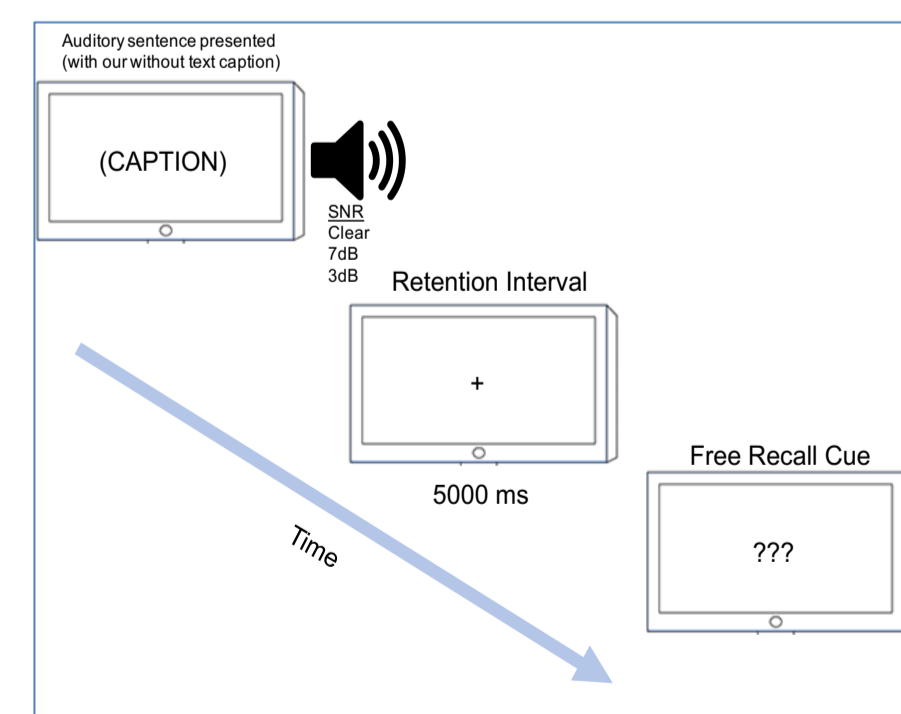 Auditory sentence presented
(with our without text caption)
(CAPTION)
SNR
Clear
7dB
3dB
Retention Interval
+
5000 ms
Time
Free Recall Cue
???